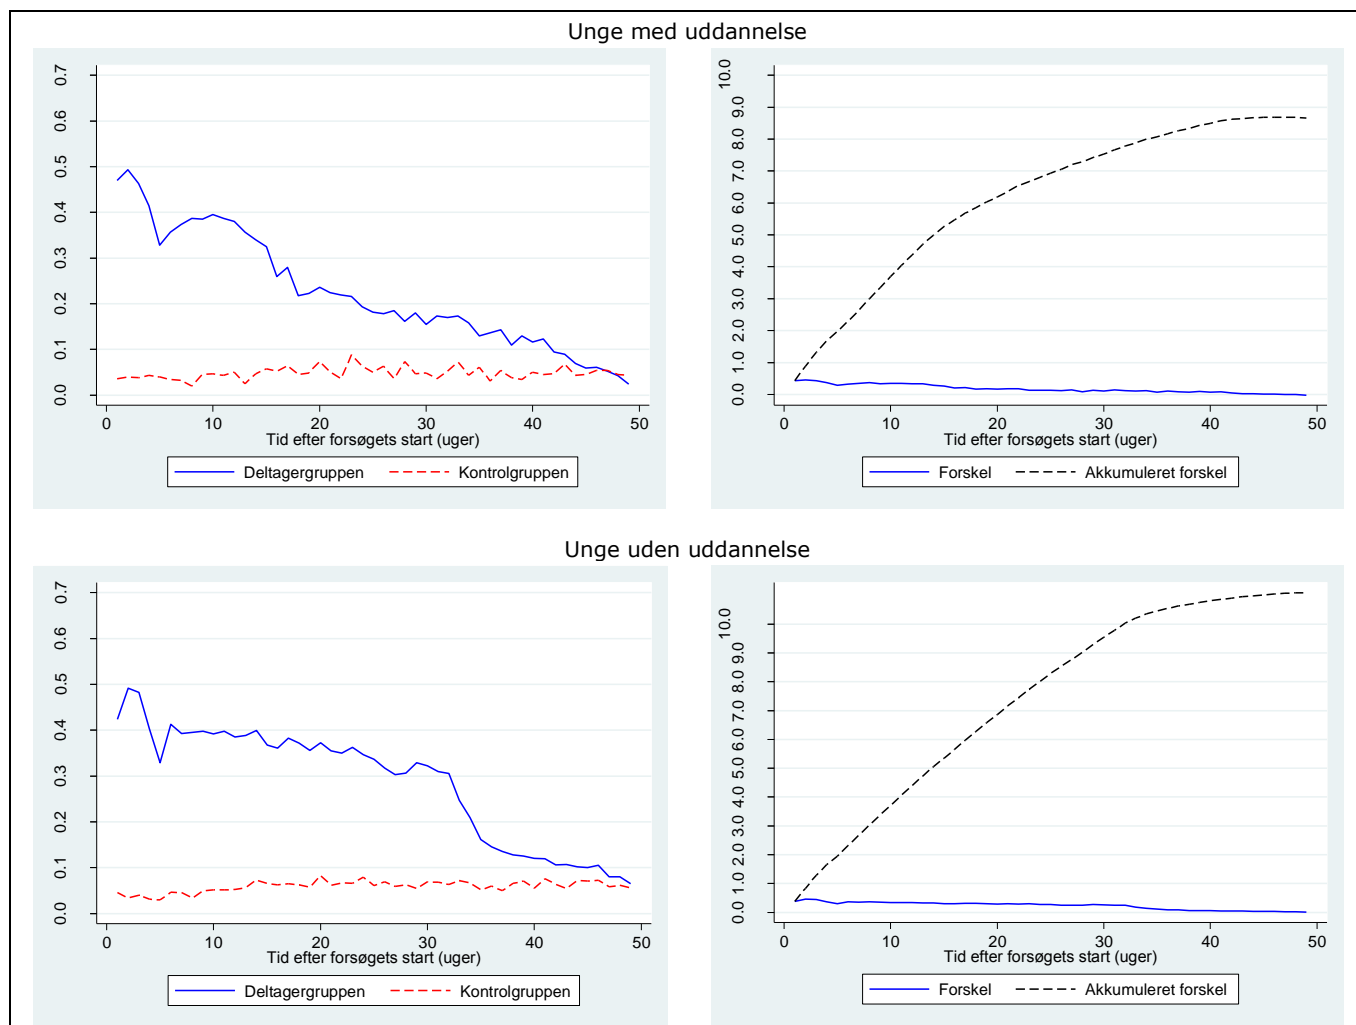 Unge med uddannelse
0.7
0.6
0.5
0.4
0.3
0.2
0.1
0.0
0 10 20 30 40 50
Tid efter forsøgets start (uger)
Deltagergruppen Kontrolgruppen
10.0
9.0
8.0
7.0
6.0
5.0
4.0
3.0
2.0
1.0
0.0
0 10 20 30 40 50
Tid efter forsøgets start (uger)
Forskel Akkumuleret forskel
Unge uden uddannelse
0.7
0.6
0.5
0.4
0.3
0.2
0.1
0.0
0 10 20 30 40 50
Tid efter forsøgets start (uger)
Deltagergruppen Kontrolgruppen
10.0
9.0
8.0
7.0
6.0
5.0
4.0
3.0
2.0
1.0
0.0
0 10 20 30 40 50
Tid efter forsøgets start (uger)
Forskel Akkumuleret forskel